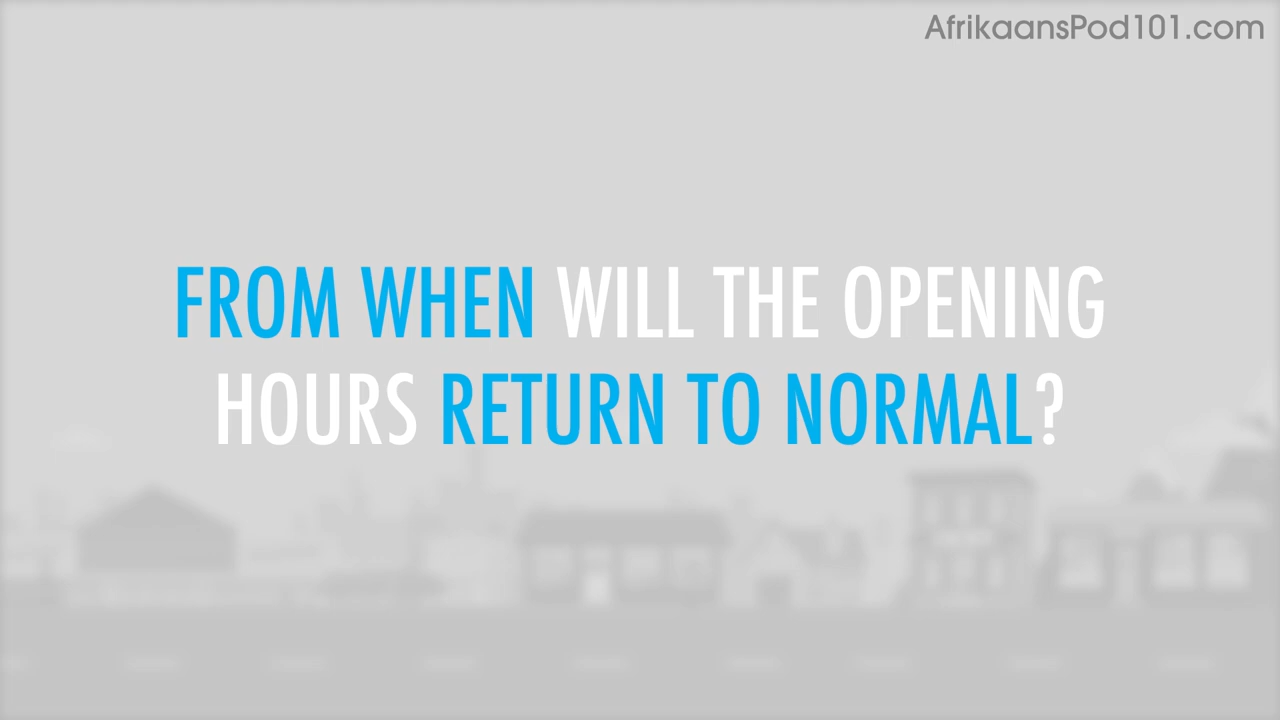 AfrikaansPod101.com
FROM WHEN WILL THE OPENING
HOURS RETURN TO NORMAL?